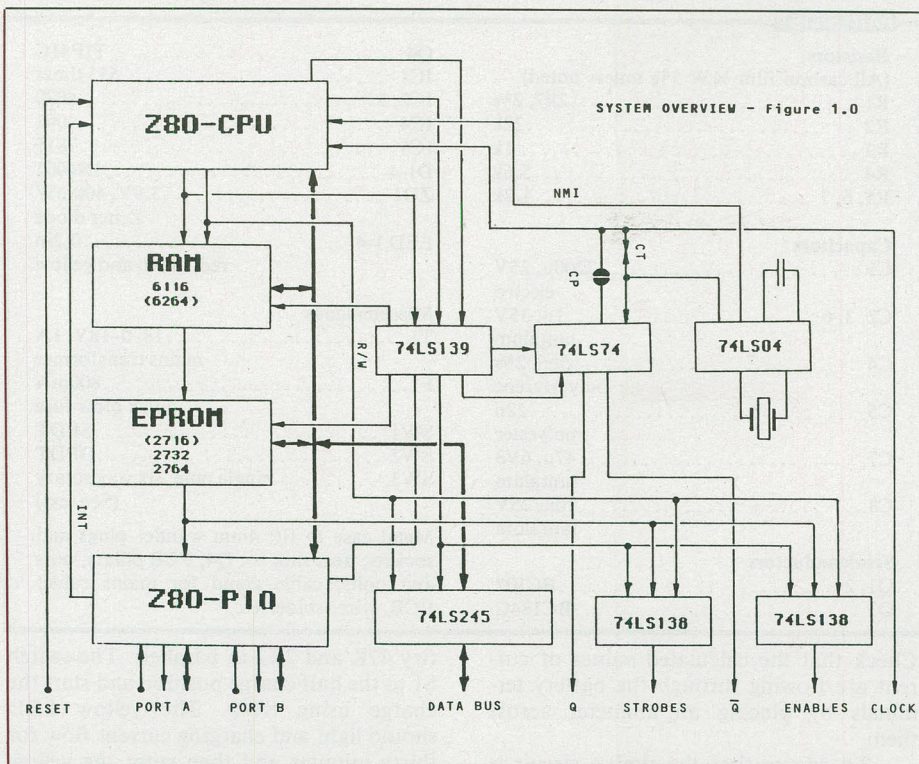 SYSTEM OVERVIEW - Figure 1.0
Z80-CPU
NMI
RAM
6116
(6264)
CT
CP
R/W
74LS139
74LS74
74LS04
EPROM
(2716)
2732
2764
INT
Z80-PIO
74LS245
74LS138
74LS138
RESET
PORT A
PORT B
DATA BUS
Q
STROBES
Q
ENABLES
CLOCK